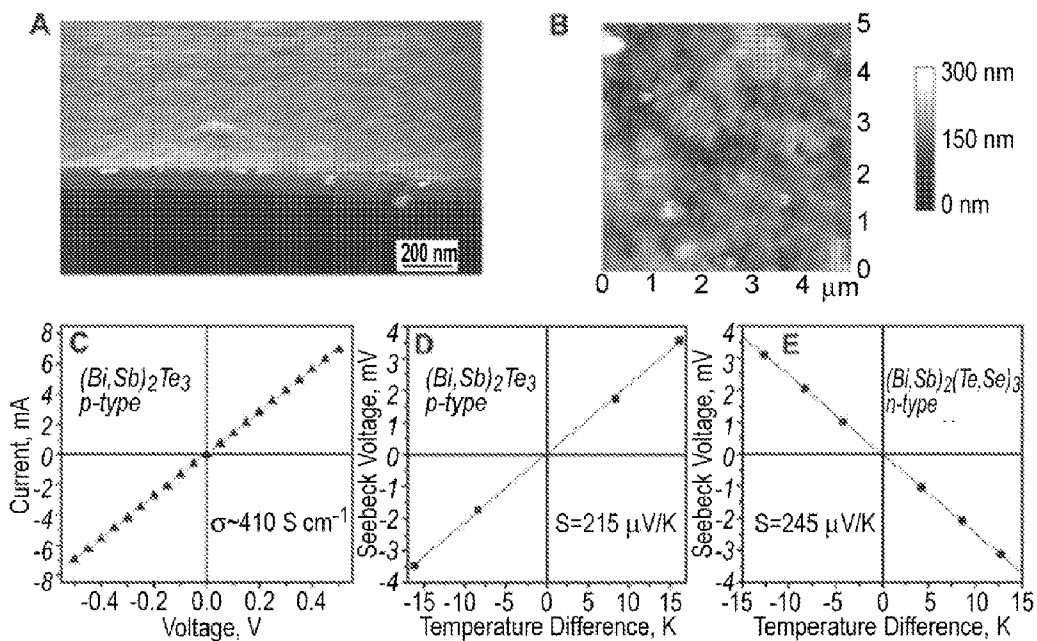 A
200 nm
B
5
4
3
2
1
0
0 1 2 3 4 μm
300 nm
150 nm
0 nm
C
(Bi,Sb)2Te3
p-type
σ~410 S cm⁻¹
Current, mA
8
6
4
2
0
-2
-4
-6
-8
-0.4 -0.2 0.0 0.2 0.4
Voltage, V
D
(Bi,Sb)2Te3
p-type
S=215 μV/K
Seebeck Voltage, mV
4
3
2
1
0
-1
-2
-3
-4
-15 -10 -5 0 5 10 15
Temperature Difference, K
E
(Bi,Sb)2(Te,Se)3
n-type
S=245 μV/K
Seebeck Voltage, mV
4
3
2
1
0
-1
-2
-3
-4
-15 -10 -5 0 5 10 15
Temperature Difference, K